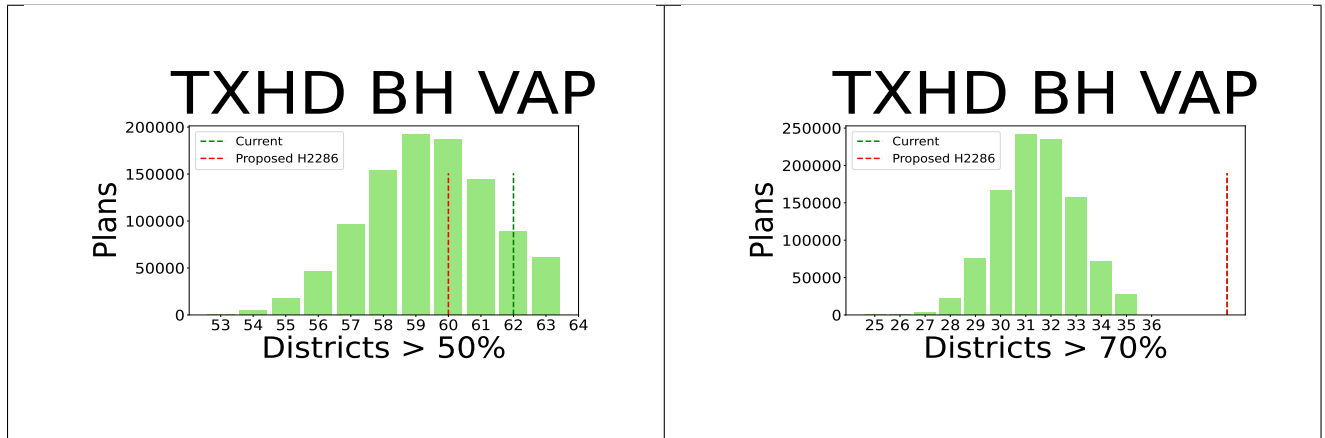 TXHD BH VAP
200000
150000
100000
50000
0
Plans
Current
Proposed H2286
53 54 55 56 57 58 59 60 61 62 63 64
Districts > 50%
TXHD BH VAP
250000
200000
150000
100000
50000
0
Plans
Current
Proposed H2286
25 26 27 28 29 30 31 32 33 34 35 36
Districts > 70%